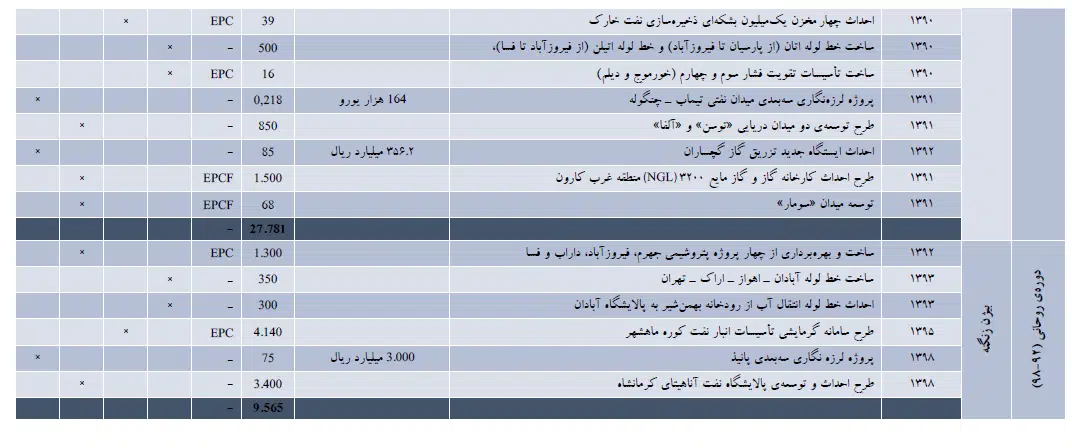 ۱۳۹۰ احداث چهار مخزن یک‌میلیون بشکه‌ای ذخیره‌سازی نفت خارک 39 EPC ×
۱۳۹۰ ساخت خط لوله اتان (از پارسیان تا فیروزآباد) و خط لوله اتیلن (از فیروزآباد تا فسا)، 500 – ×
۱۳۹۰ ساخت تأسیسات تقویت فشار سوم و چهارم (خورموج و دیلم) 16 EPC ×
۱۳۹۱ پروژه لرزه‌نگاری سه‌بعدی میدان نفتی تیماب – چنگوله 164 هزار یورو 0,218 – ×
۱۳۹۱ طرح توسعه‌ی دو میدان دریایی «توسن» و «آلفا» 850 – ×
۱۳۹۲ احداث ایستگاه جدید تزریق گاز گچساران ۳۵۶.۲ میلیارد ریال 85 – ×
۱۳۹۱ طرح احداث کارخانه گاز و گاز مایع ۳۲۰۰ (NGL) منطقه غرب کارون 1.500 EPCF ×
۱۳۹۱ توسعه میدان «سومار» 68 EPCF ×
27.781 –
دوره‌ی روحانی (۹۲-۹۸)
بیژن زنگنه
۱۳۹۲ ساخت و بهره‌برداری از چهار پروژه پتروشیمی جهرم، فیروزآباد، داراب و فسا 1.300 EPC ×
۱۳۹۳ ساخت خط لوله آبادان – اهواز – اراک – تهران 350 – ×
۱۳۹۳ احداث خط لوله انتقال آب از رودخانه بهمن‌شیر به پالایشگاه آبادان 300 – ×
۱۳۹۵ طرح سامانه گرمایشی تأسیسات انبار نفت کوره ماهشهر 4.140 EPC ×
۱۳۹۸ پروژه لرزه نگاری سه‌بعدی پانیذ 3.000 میلیارد ریال 75 – ×
۱۳۹۸ طرح احداث و توسعه‌ی پالایشگاه نفت آناهیتای کرمانشاه 3.400 – ×
9.565 –